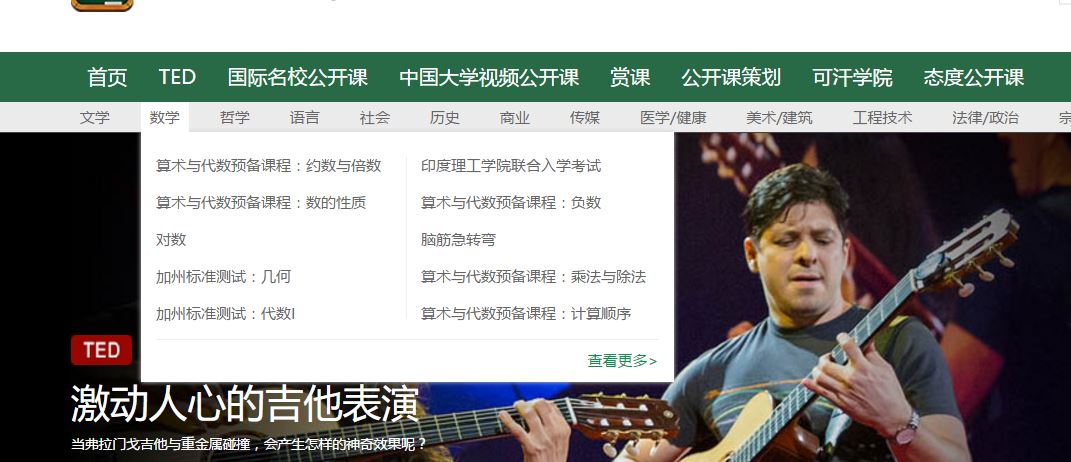 首页 TED 国际名校公开课 中国大学视频公开课 赏课 公开课策划 可汗学院 态度公开课
文学 数学 哲学 语言 社会 历史 商业 传媒 医学/健康 美术/建筑 工程技术 法律/政治
算术与代数预备课程：约数与倍数 印度理工学院联合入学考试
算术与代数预备课程：数的性质 算术与代数预备课程：负数
对数 脑筋急转弯
加州标准测试：几何 算术与代数预备课程：乘法与除法
加州标准测试：代数I 算术与代数预备课程：计算顺序
查看更多>
TED
激动人心的吉他表演
当弗拉门戈吉他与重金属碰撞，会产生怎样的神奇效果呢？